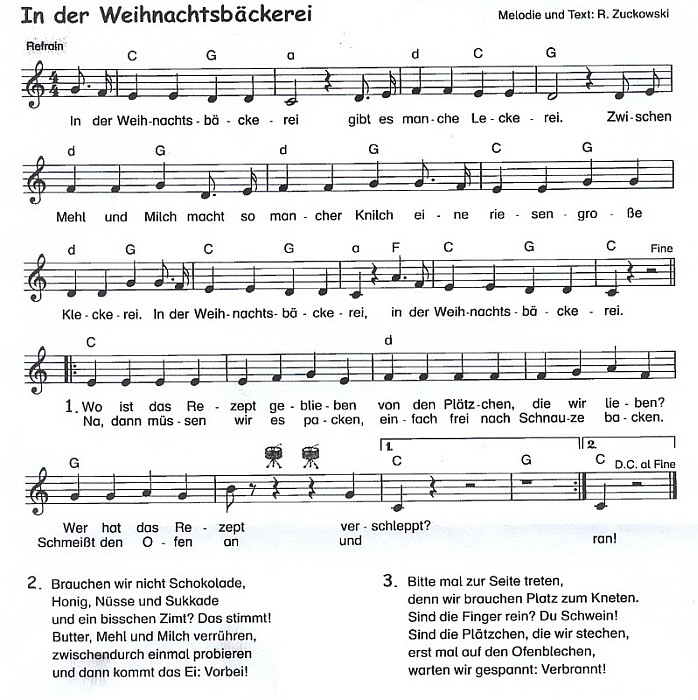 In der Weihnachtsbäckerei
Melodie und Text: R. Zuckowski
Refrain
C G a d C G
In der Weih-nachts-bä-cke-rei gibt es man-che Le-cke-rei. Zwi-schen
d G d G C G
Mehl und Milch macht so man-cher Knilch ei-ne rie-sen-gro-ße
d G C G a F C G C Fine
Kle-cke-rei. In der Weih-nachts-bä-cke-rei, in der Weih-nachts-bä-cke-rei.
C d
1. Wo ist das Re-zept ge-blie-ben von den Plätz-chen, die wir lie-ben?
Na, dann müs-sen wir es pa-cken, ein-fach frei nach Schnau-ze ba-cken.
1. 2.
G C G C D.C. al Fine
Wer hat das Re-zept ver-schleppt?
Schmeißt den O-fen an und ran!
2. Brauchen wir nicht Schokolade,
Honig, Nüsse und Sukkade
und ein bisschen Zimt? Das stimmt!
Butter, Mehl und Milch verrühren,
zwischendurch einmal probieren
und dann kommt das Ei: Vorbei!
3. Bitte mal zur Seite treten,
denn wir brauchen Platz zum Kneten.
Sind die Finger rein? Du Schwein!
Sind die Plätzchen, die wir stechen,
erst mal auf den Ofenblechen,
warten wir gespannt: Verbrannt!